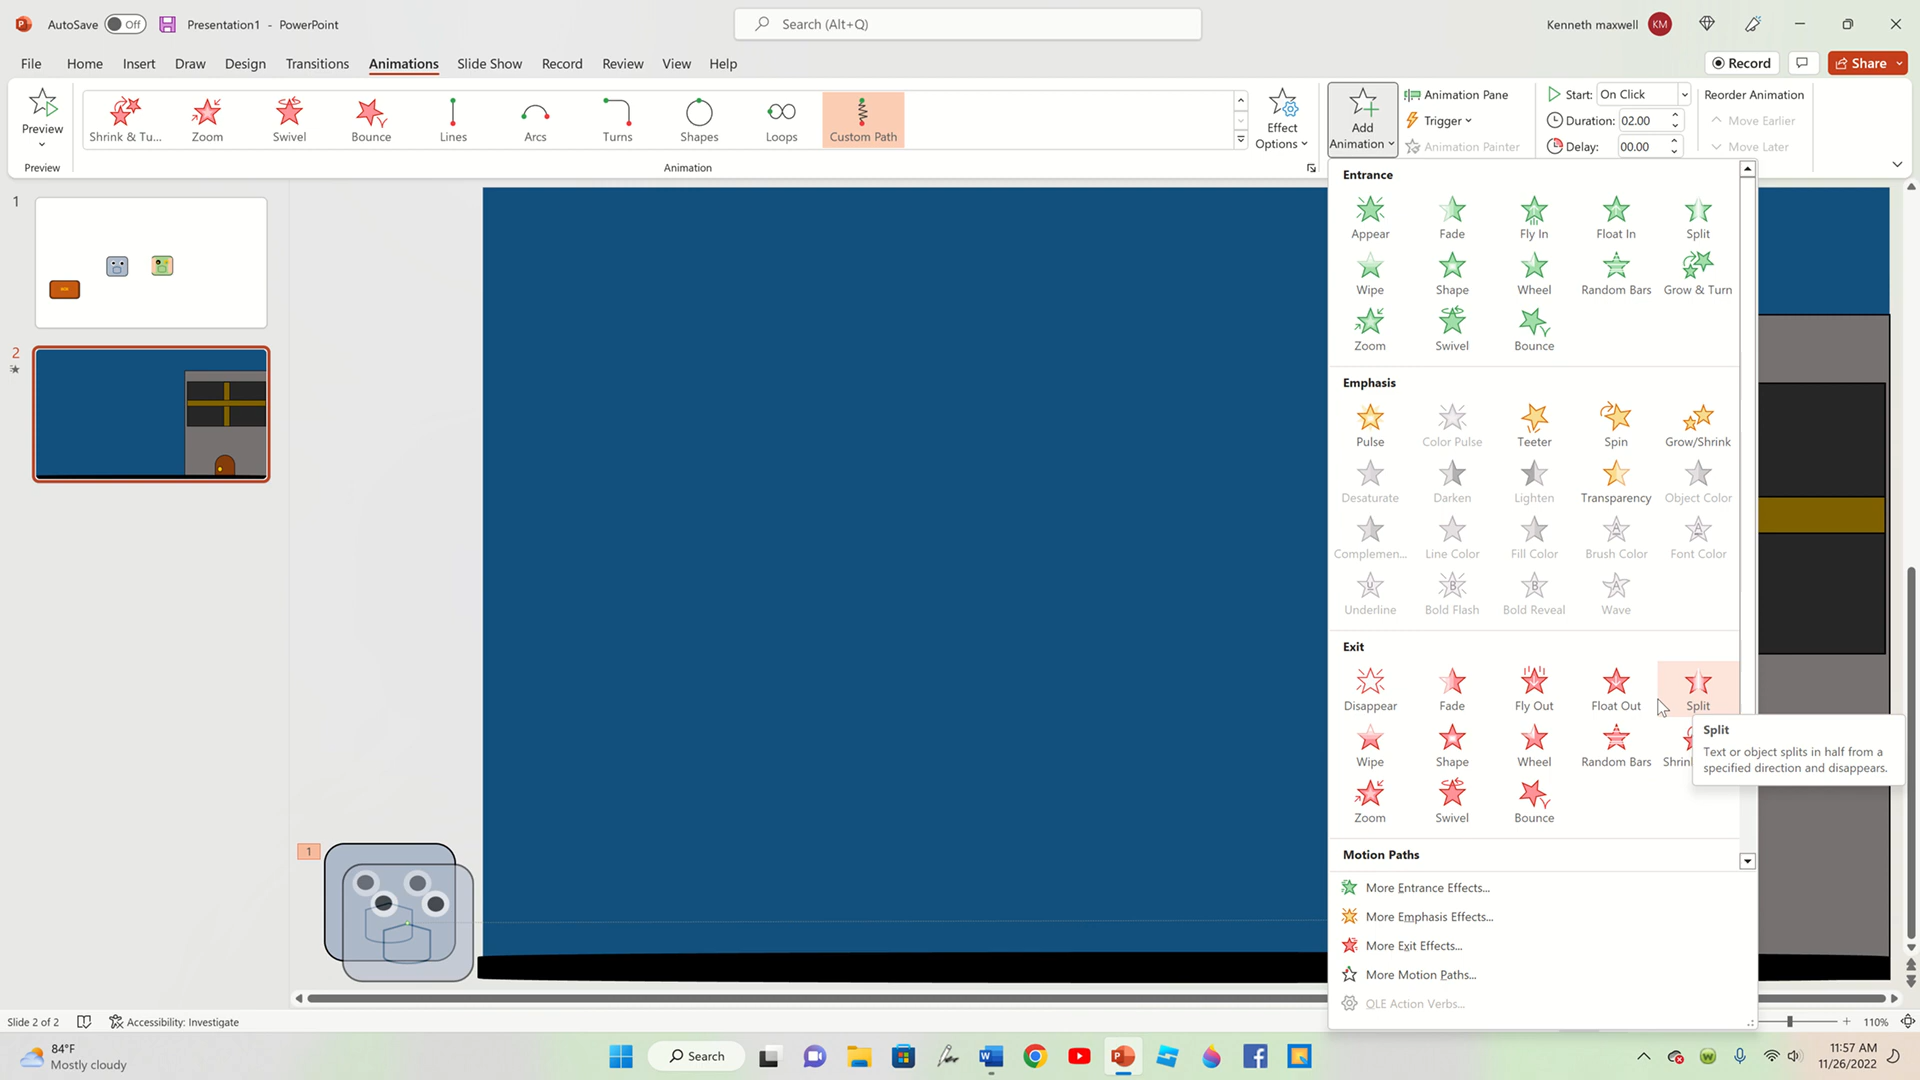 AutoSave Off Presentation1 - PowerPoint Search (Alt+Q) Kenneth maxwell KM
File Home Insert Draw Design Transitions Animations Slide Show Record Review View Help Record Share
Preview
Shrink & Tu... Zoom Swivel Bounce Lines Arcs Turns Shapes Loops Custom Path
Effect Options
Add Animation
Animation Pane
Trigger
Animation Painter
Start: On Click
Duration: 02.00
Delay: 00.00
Reorder Animation
Move Earlier
Move Later
Preview Animation
1
2
1
Entrance
Appear Fade Fly In Float In Split
Wipe Shape Wheel Random Bars Grow & Turn
Zoom Swivel Bounce
Emphasis
Pulse Color Pulse Teeter Spin Grow/Shrink
Desaturate Darken Lighten Transparency Object Color
Complemen... Line Color Fill Color Brush Color Font Color
Underline Bold Flash Bold Reveal Wave
Exit
Disappear Fade Fly Out Float Out Split
Wipe Shape Wheel Random Bars Shrin
Zoom Swivel Bounce
Split
Text or object splits in half from a
specified direction and disappears.
Motion Paths
More Entrance Effects...
More Emphasis Effects...
More Exit Effects...
More Motion Paths...
OLE Action Verbs...
Slide 2 of 2 Accessibility: Investigate 110%
84°F
Mostly cloudy
Search
11:57 AM
11/26/2022